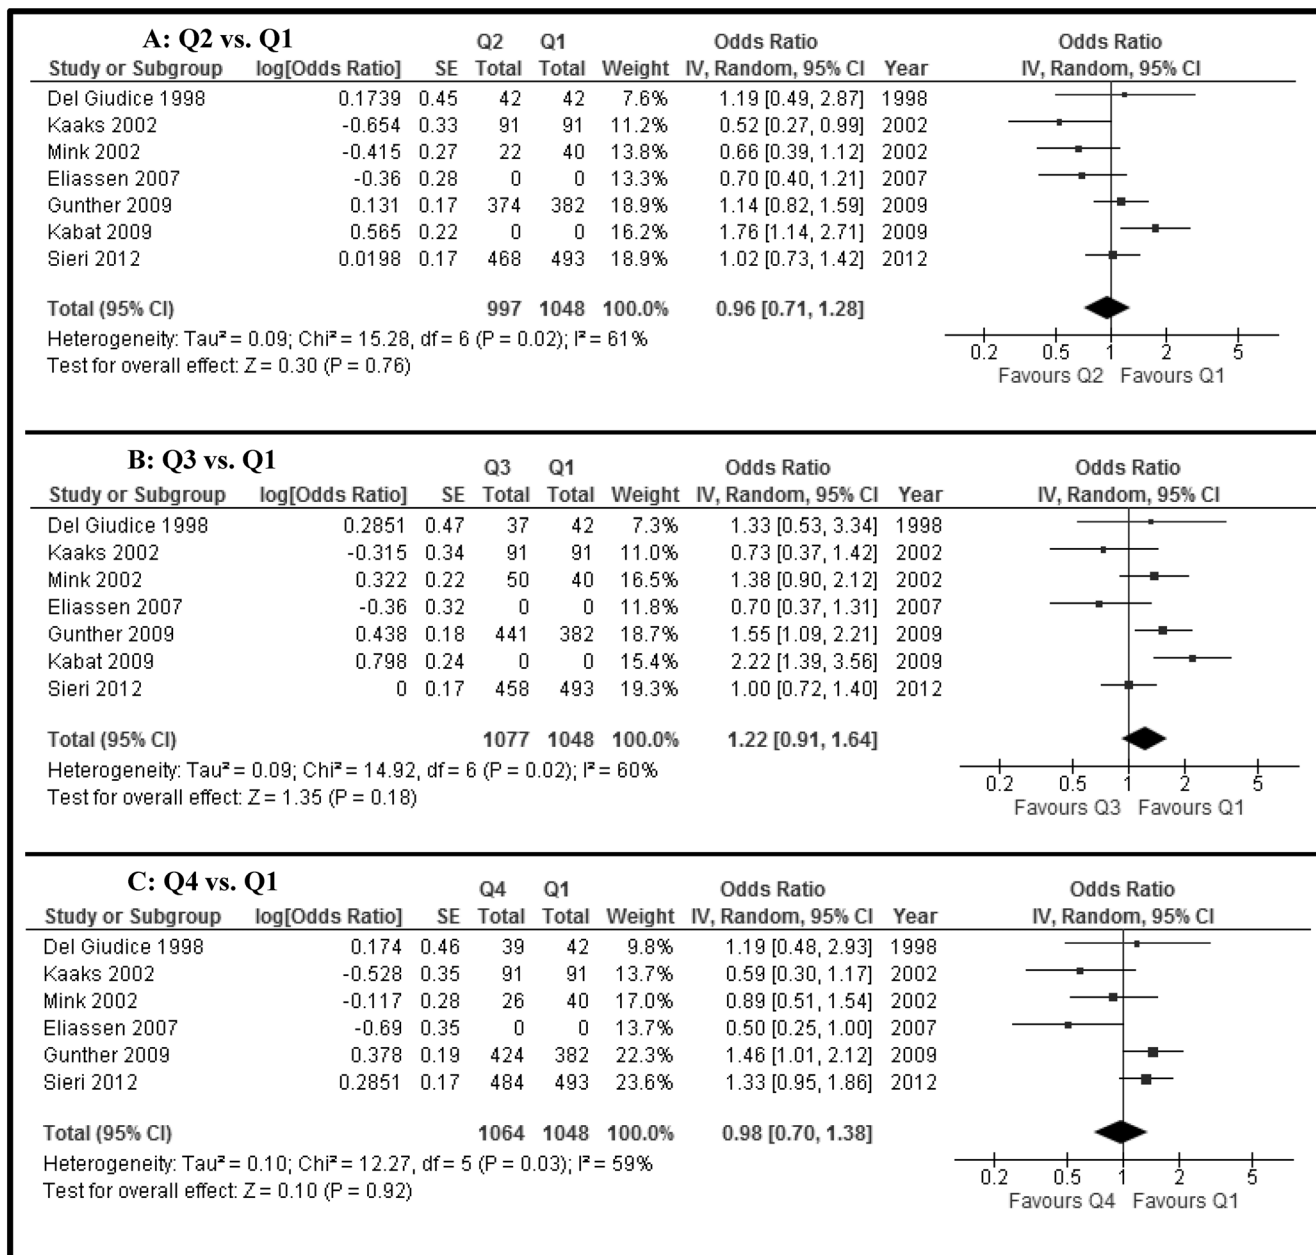 A: Q2 vs. Q1
Q2 Q1 Odds Ratio Odds Ratio
Study or Subgroup log[Odds Ratio] SE Total Total Weight IV, Random, 95% CI Year IV, Random, 95% CI
Del Giudice 1998 0.1739 0.45 42 42 7.6% 1.19 [0.49, 2.87] 1998
Kaaks 2002 -0.654 0.33 91 91 11.2% 0.52 [0.27, 0.99] 2002
Mink 2002 -0.415 0.27 22 40 13.8% 0.66 [0.39, 1.12] 2002
Eliassen 2007 -0.36 0.28 0 0 13.3% 0.70 [0.40, 1.21] 2007
Gunther 2009 0.131 0.17 374 382 18.9% 1.14 [0.82, 1.59] 2009
Kabat 2009 0.565 0.22 0 0 16.2% 1.76 [1.14, 2.71] 2009
Sieri 2012 0.0198 0.17 468 493 18.9% 1.02 [0.73, 1.42] 2012
Total (95% CI) 997 1048 100.0% 0.96 [0.71, 1.28]
Heterogeneity: Tau² = 0.09; Chi² = 15.28, df = 6 (P = 0.02); I² = 61%
Test for overall effect: Z = 0.30 (P = 0.76)
0.2 0.5 1 2 5
Favours Q2 Favours Q1
B: Q3 vs. Q1
Q3 Q1 Odds Ratio Odds Ratio
Study or Subgroup log[Odds Ratio] SE Total Total Weight IV, Random, 95% CI Year IV, Random, 95% CI
Del Giudice 1998 0.2851 0.47 37 42 7.3% 1.33 [0.53, 3.34] 1998
Kaaks 2002 -0.315 0.34 91 91 11.0% 0.73 [0.37, 1.42] 2002
Mink 2002 0.322 0.22 50 40 16.5% 1.38 [0.90, 2.12] 2002
Eliassen 2007 -0.36 0.32 0 0 11.8% 0.70 [0.37, 1.31] 2007
Gunther 2009 0.438 0.18 441 382 18.7% 1.55 [1.09, 2.21] 2009
Kabat 2009 0.798 0.24 0 0 15.4% 2.22 [1.39, 3.56] 2009
Sieri 2012 0 0.17 458 493 19.3% 1.00 [0.72, 1.40] 2012
Total (95% CI) 1077 1048 100.0% 1.22 [0.91, 1.64]
Heterogeneity: Tau² = 0.09; Chi² = 14.92, df = 6 (P = 0.02); I² = 60%
Test for overall effect: Z = 1.35 (P = 0.18)
0.2 0.5 1 2 5
Favours Q3 Favours Q1
C: Q4 vs. Q1
Q4 Q1 Odds Ratio Odds Ratio
Study or Subgroup log[Odds Ratio] SE Total Total Weight IV, Random, 95% CI Year IV, Random, 95% CI
Del Giudice 1998 0.174 0.46 39 42 9.8% 1.19 [0.48, 2.93] 1998
Kaaks 2002 -0.528 0.35 91 91 13.7% 0.59 [0.30, 1.17] 2002
Mink 2002 -0.117 0.28 26 40 17.0% 0.89 [0.51, 1.54] 2002
Eliassen 2007 -0.69 0.35 0 0 13.7% 0.50 [0.25, 1.00] 2007
Gunther 2009 0.378 0.19 424 382 22.3% 1.46 [1.01, 2.12] 2009
Sieri 2012 0.2851 0.17 484 493 23.6% 1.33 [0.95, 1.86] 2012
Total (95% CI) 1064 1048 100.0% 0.98 [0.70, 1.38]
Heterogeneity: Tau² = 0.10; Chi² = 12.27, df = 5 (P = 0.03); I² = 59%
Test for overall effect: Z = 0.10 (P = 0.92)
0.2 0.5 1 2 5
Favours Q4 Favours Q1